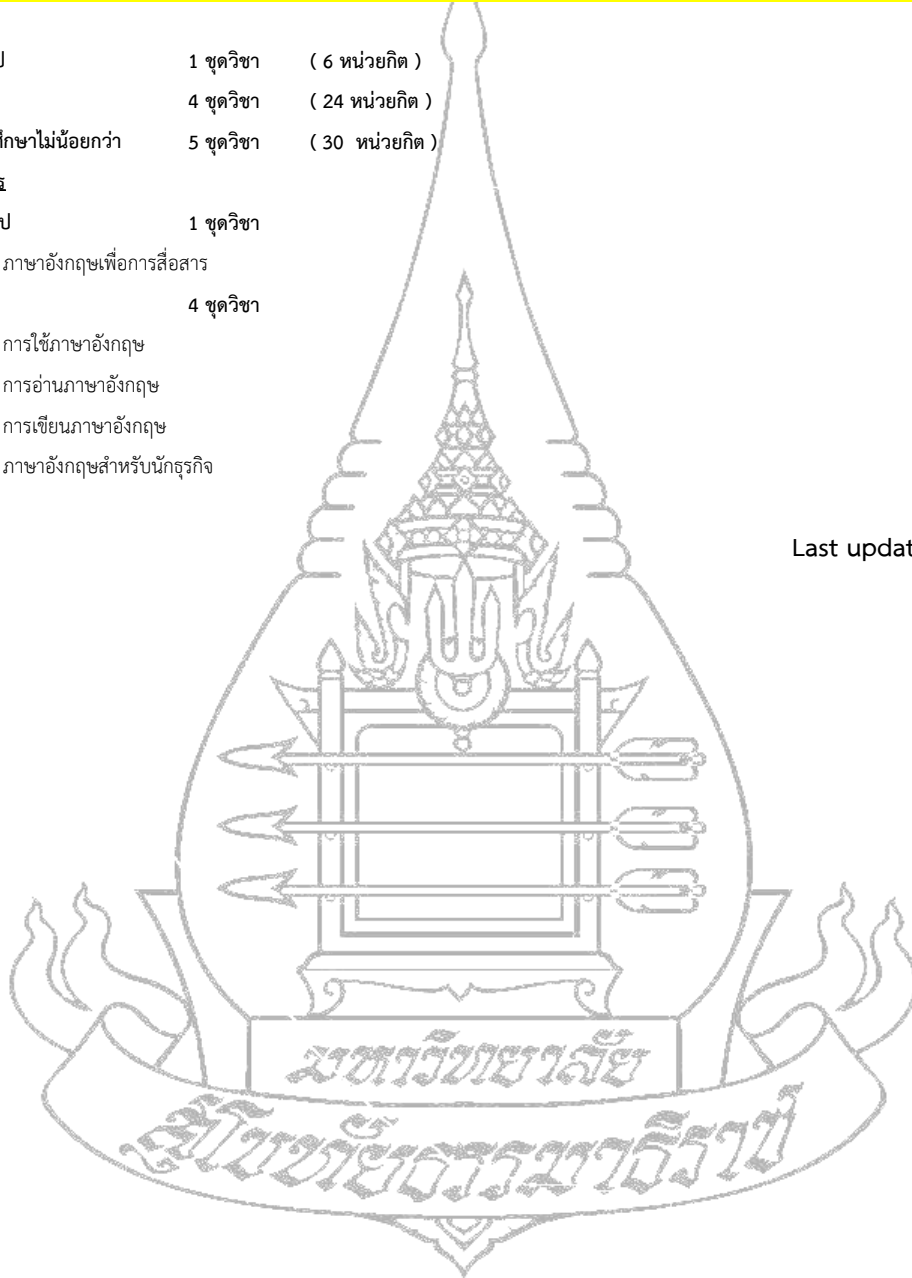 ป 1 ชุดวิชา ( 6 หน่วยกิต )
4 ชุดวิชา ( 24 หน่วยกิต )
ศึกษาไม่น้อยกว่า 5 ชุดวิชา ( 30 หน่วยกิต )
ร
ป 1 ชุดวิชา
ภาษาอังกฤษเพื่อการสื่อสาร
4 ชุดวิชา
การใช้ภาษาอังกฤษ
การอ่านภาษาอังกฤษ
การเขียนภาษาอังกฤษ
ภาษาอังกฤษสำหรับนักธุรกิจ
Last updat
มหาวิทยาลัย
สุโขทัยธรรมาธิราช